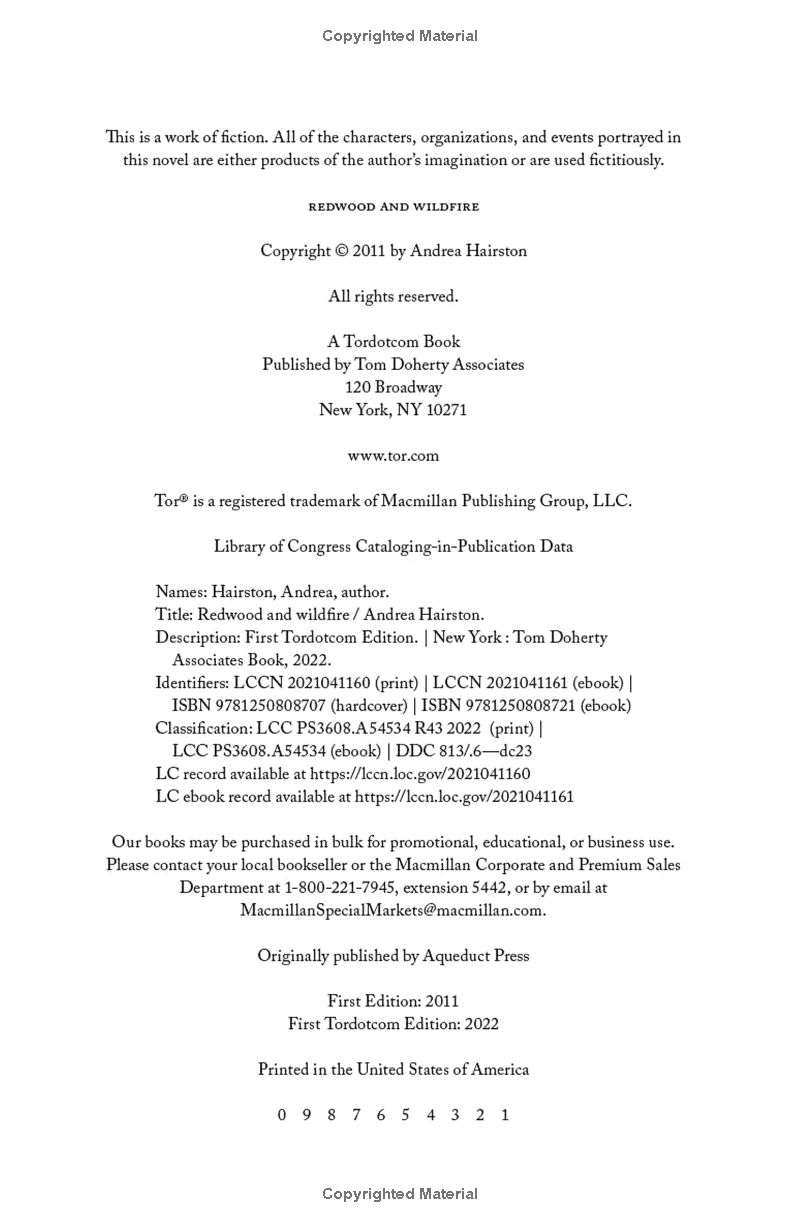 Copyrighted Material
This is a work of fiction. All of the characters, organizations, and events portrayed in
this novel are either products of the author's imagination or are used fictitiously.
REDWOOD AND WILDFIRE
Copyright © 2011 by Andrea Hairston
All rights reserved.
A Tordotcom Book
Published by Tom Doherty Associates
120 Broadway
New York, NY 10271
www.tor.com
Tor® is a registered trademark of Macmillan Publishing Group, LLC.
Library of Congress Cataloging-in-Publication Data
Names: Hairston, Andrea, author.
Title: Redwood and wildfire / Andrea Hairston.
Description: First Tordotcom Edition. | New York : Tom Doherty
Associates Book, 2022.
Identifiers: LCCN 2021041160 (print) | LCCN 2021041161 (ebook) |
ISBN 9781250808707 (hardcover) | ISBN 9781250808721 (ebook)
Classification: LCC PS3608.A54534 R43 2022 (print) |
LCC PS3608.A54534 (ebook) | DDC 813/.6—dc23
LC record available at https://lccn.loc.gov/2021041160
LC ebook record available at https://lccn.loc.gov/2021041161
Our books may be purchased in bulk for promotional, educational, or business use.
Please contact your local bookseller or the Macmillan Corporate and Premium Sales
Department at 1-800-221-7945, extension 5442, or by email at
MacmillanSpecialMarkets@macmillan.com.
Originally published by Aqueduct Press
First Edition: 2011
First Tordotcom Edition: 2022
Printed in the United States of America
0 9 8 7 6 5 4 3 2 1
Copyrighted Material